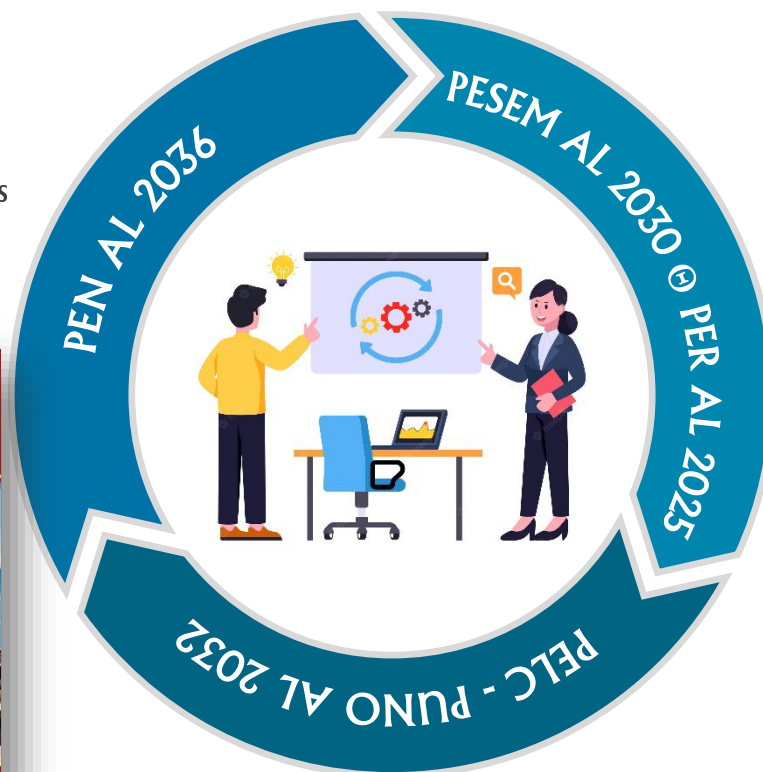 PEN AL 2036
PESEM AL 2030 Θ PER AL 2025
PELC - PUNO AL 2032
S